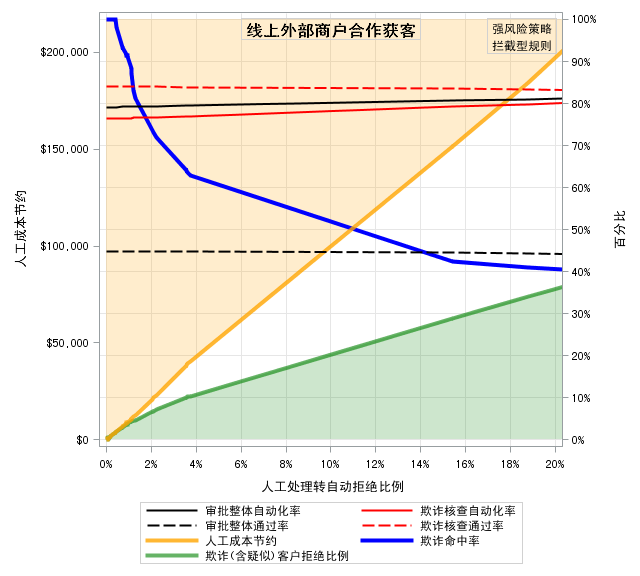 线上外部商户合作获客
强风险策略
拦截型规则
$200,000
$150,000
$100,000
$50,000
$0
人工成本节约
100%
90%
80%
70%
60%
50%
40%
30%
20%
10%
0%
百分比
0% 2% 4% 6% 8% 10% 12% 14% 16% 18% 20%
人工处理转自动拒绝比例
审批整体自动化率 欺诈核查自动化率
审批整体通过率 欺诈核查通过率
人工成本节约 欺诈命中率
欺诈(含疑似)客户拒绝比例